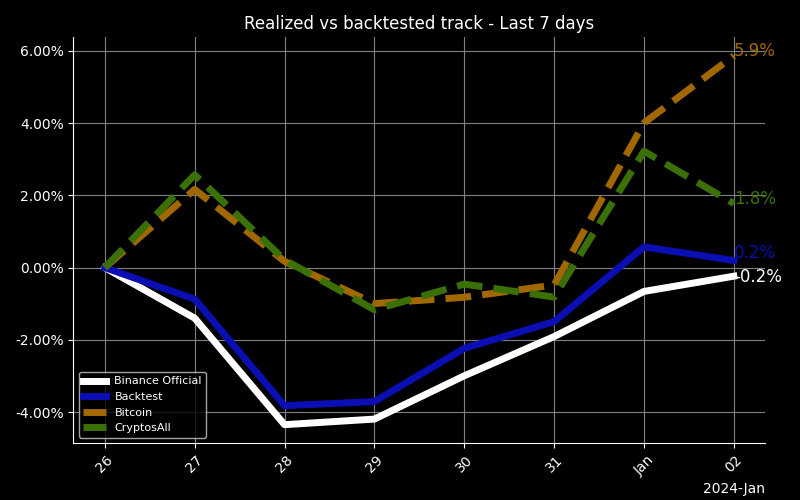 Realized vs backtested track - Last 7 days
6.00%
4.00%
2.00%
0.00%
-2.00%
-4.00%
5.9%
1.8%
0.2%
-0.2%
Binance Official
Backtest
Bitcoin
CryptosAll
26 27 28 29 30 31 Jan 02
2024-Jan